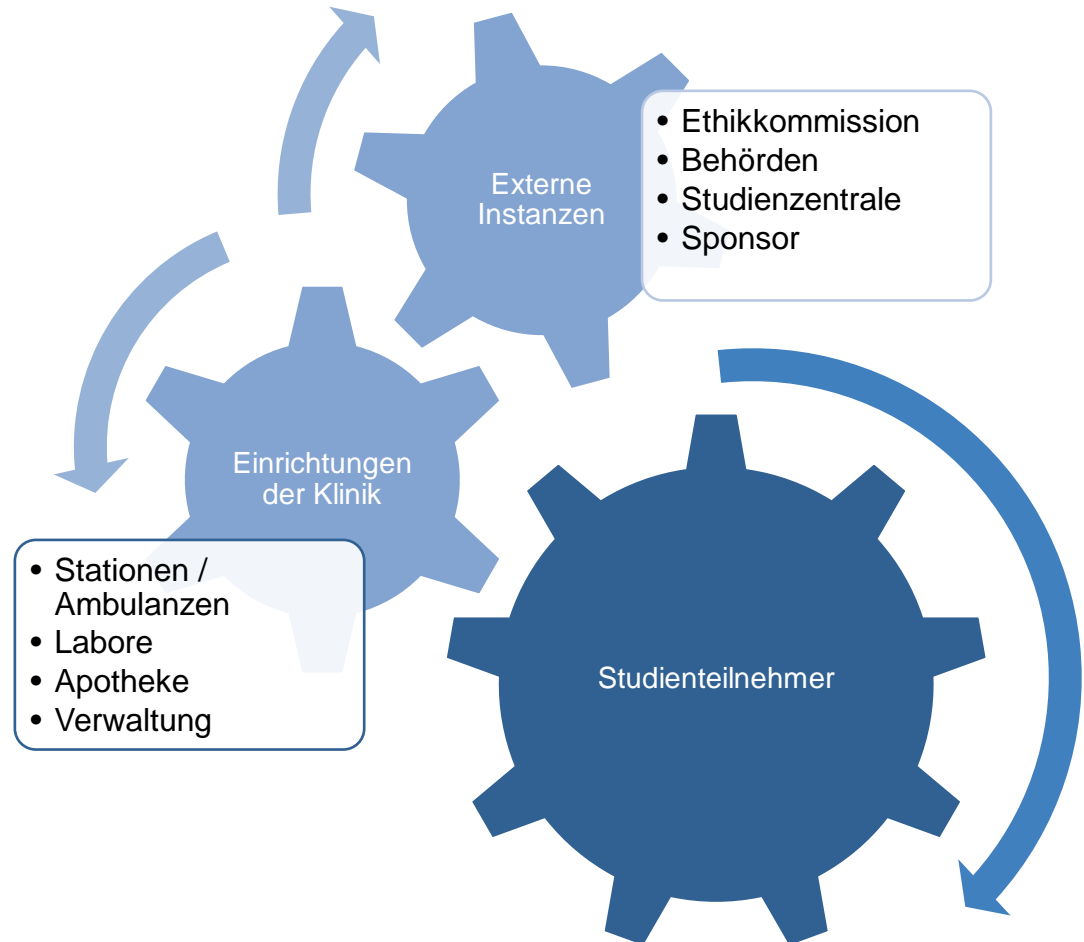 Externe
Instanzen
• Ethikkommission
• Behörden
• Studienzentrale
• Sponsor
Einrichtungen
der Klinik
• Stationen /
Ambulanzen
• Labore
• Apotheke
• Verwaltung
Studienteilnehmer